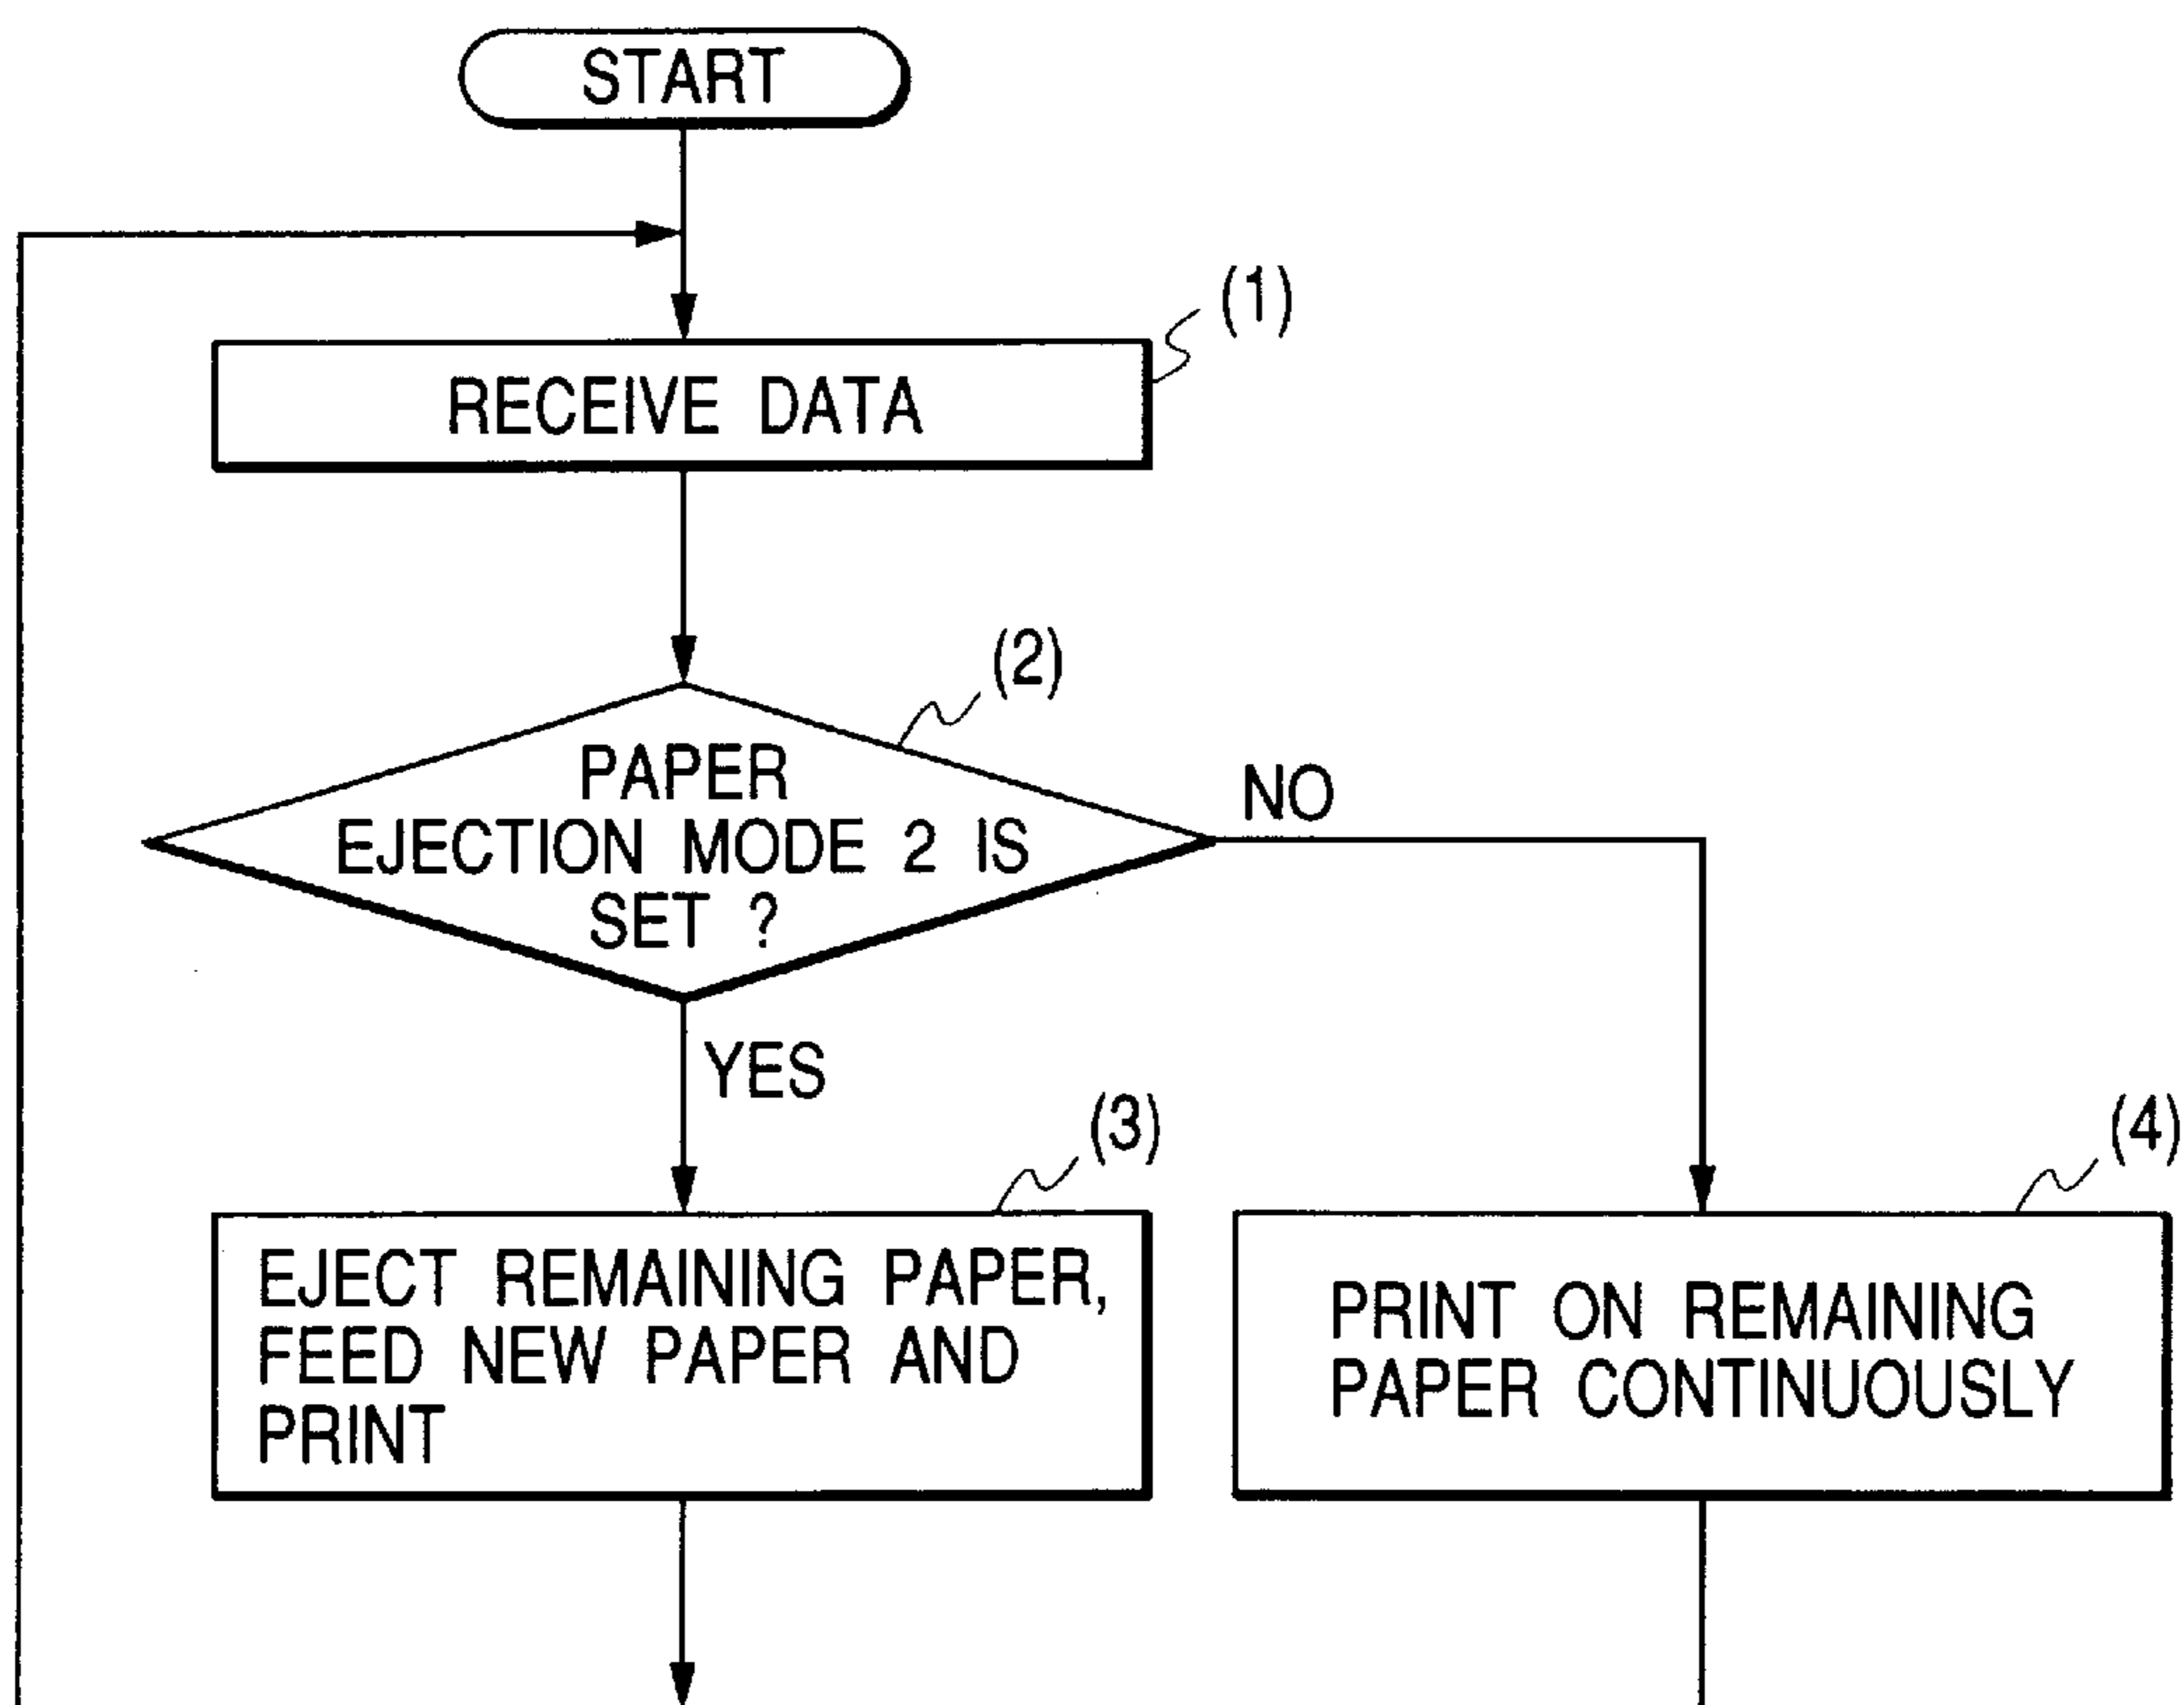 START
(1)
RECEIVE DATA
(2)
PAPER
EJECTION MODE 2 IS
SET ?
NO
YES
(3)
EJECT REMAINING PAPER,
FEED NEW PAPER AND
PRINT
(4)
PRINT ON REMAINING
PAPER CONTINUOUSLY